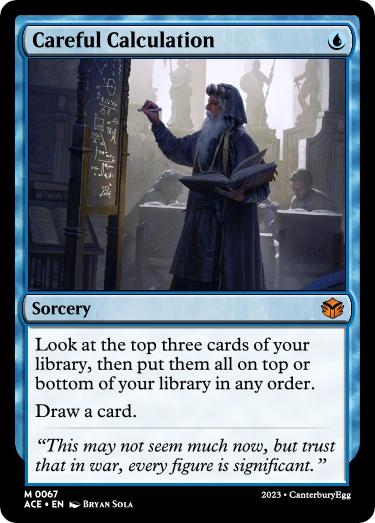 Careful Calculation
Sorcery
Look at the top three cards of your
library, then put them all on top or
bottom of your library in any order.
Draw a card.
“This may not seem much now, but trust
that in war, every figure is significant.”
M 0067
ACE • EN Bryan Sola
2023 • CanterburyEgg